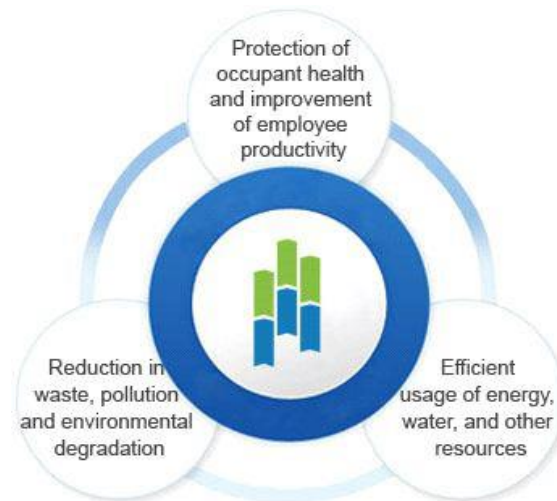 Protection of
occupant health
and improvement
of employee
productivity
Reduction in
waste, pollution
and environmental
degradation
Efficient
usage of energy,
water, and other
resources